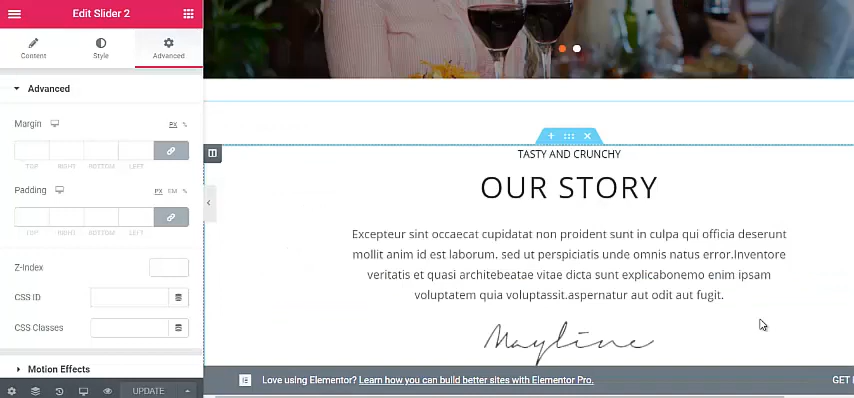 Edit Slider 2
Content
Style
Advanced
Advanced
Margin
PX %
TOP RIGHT BOTTOM LEFT
Padding
PX EM %
TOP RIGHT BOTTOM LEFT
Z-Index
CSS ID
CSS Classes
Motion Effects
UPDATE
TASTY AND CRUNCHY
OUR STORY
Excepteur sint occaecat cupidatat non proident sunt in culpa qui officia deserunt
mollit anim id est laborum. sed ut perspiciatis unde omnis natus error.Inventore
veritatis et quasi architebeatae vitae dicta sunt explicabonemo enim ipsam
voluptatem quia voluptassit.aspernatur aut odit aut fugit.
Mayline
Love using Elementor? Learn how you can build better sites with Elementor Pro.
GET